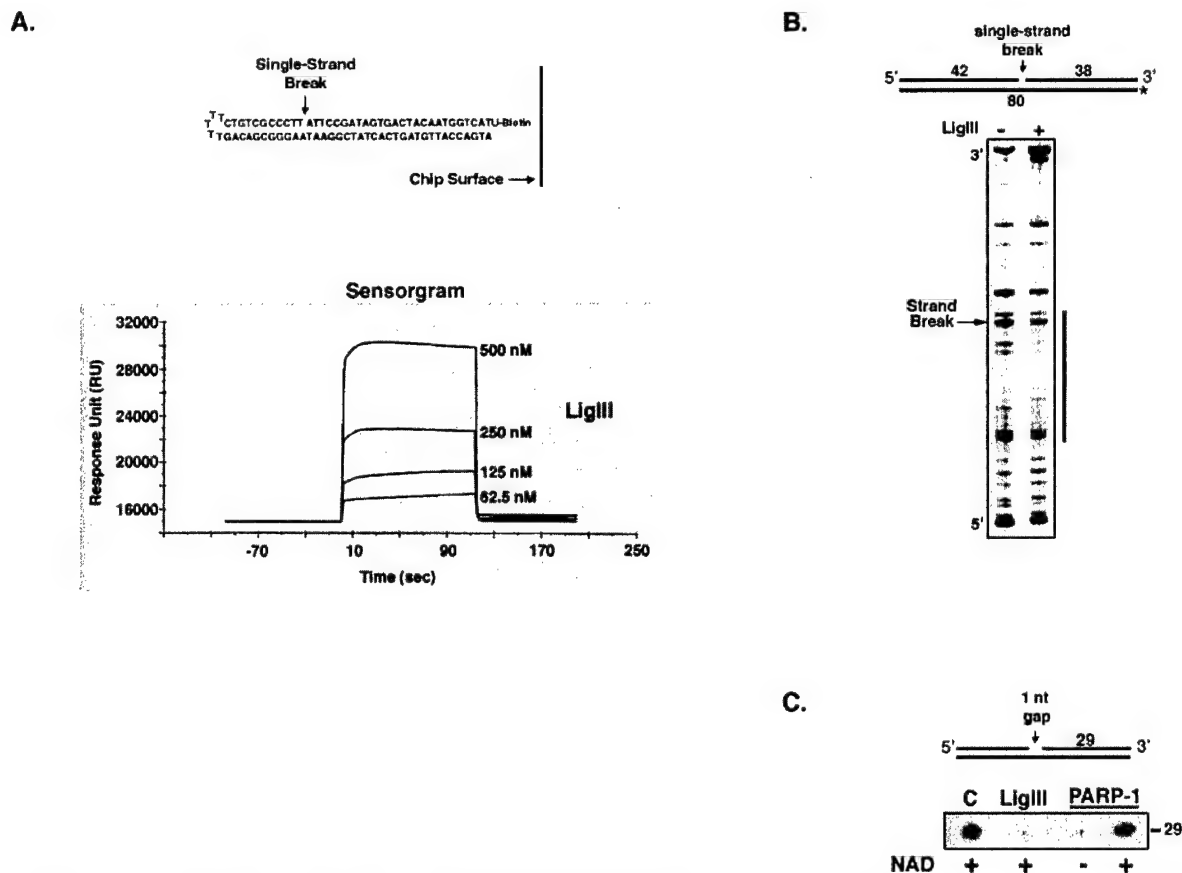 A.
Single-Strand
Break
T T T CTGTCGCCCTT ATTCCGATAGTGACTACAATGGTCATU-Biotin
T T GACAGCGGGAATAAGGCTATCACTGATGTTACCAGTA
Chip Surface
Sensorgram
Response Unit (RU)
32000
28000
24000
20000
16000
500 nM
250 nM
125 nM
62.5 nM
LigIII
-70
10
90
170
250
Time (sec)
B.
single-strand
break
5'
42
38
3'
80
*
LigIII
-
+
3'
Strand
Break
5'
C.
1 nt
gap
5'
29
3'
C
LigIII
PARP-1
29
NAD
+
+
-
+